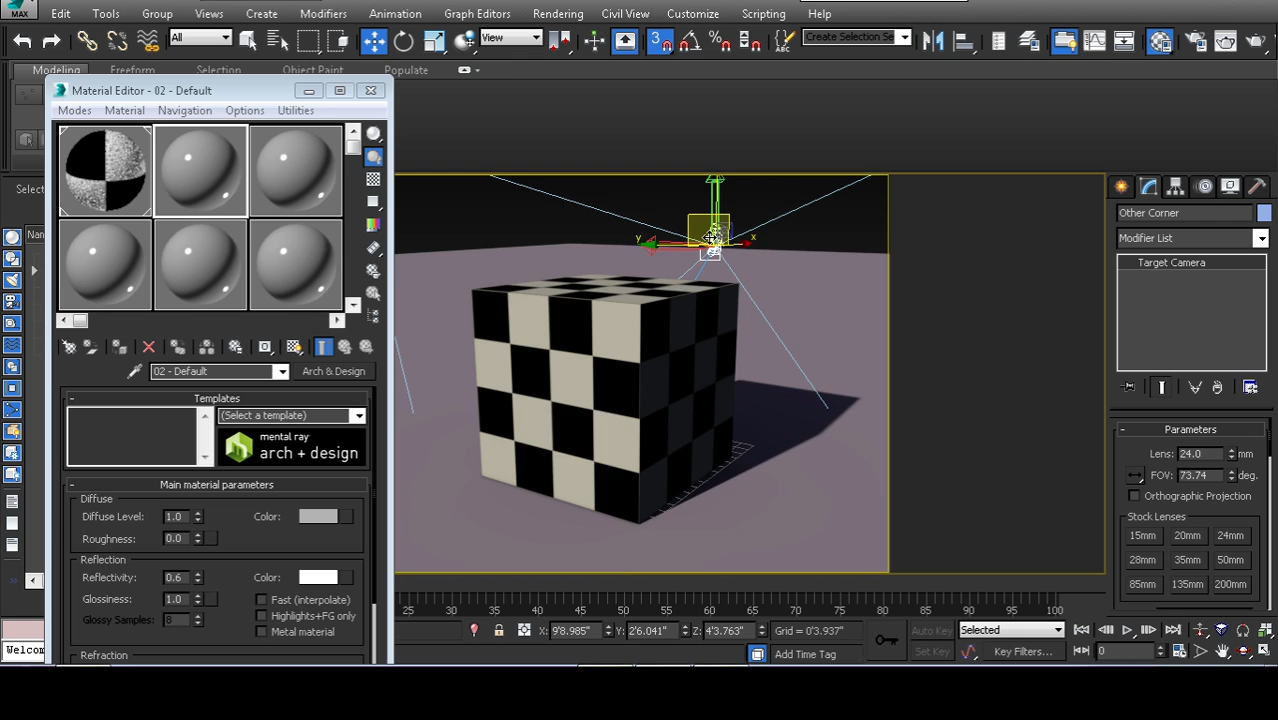 MAX
Edit Tools Group Views Create Modifiers Animation Graph Editors Rendering Civil View Customize Scripting Help
All View Create Selection Se
Modeling Freeform Selection Object Paint Populate
Material Editor - 02 - Default
Modes Material Navigation Options Utilities
02 - Default Arch & Design
- Templates
(Select a template)
mental ray
arch + design
- Main material parameters
Diffuse
Diffuse Level: 1.0 Color:
Roughness: 0.0
Reflection
Reflectivity: 0.6 Color:
Glossiness: 1.0 Fast (interpolate)
Glossy Samples: 8 Highlights+FG only
Metal material
Refraction
Selec
Nan
y x
Other Corner
Modifier List
Target Camera
- Parameters
Lens: 24.0 mm
FOV: 73.74 deg.
Orthographic Projection
Stock Lenses
15mm 20mm 24mm
28mm 35mm 50mm
85mm 135mm 200mm
25 30 35 40 45 50 55 60 65 70 75 80 85 90 95 100
X: 9'8.985" Y: 2'6.041" Z: 4'3.763" Grid = 0'3.937" Auto Key Selected
Welcom Add Time Tag Set Key Key Filters... 0